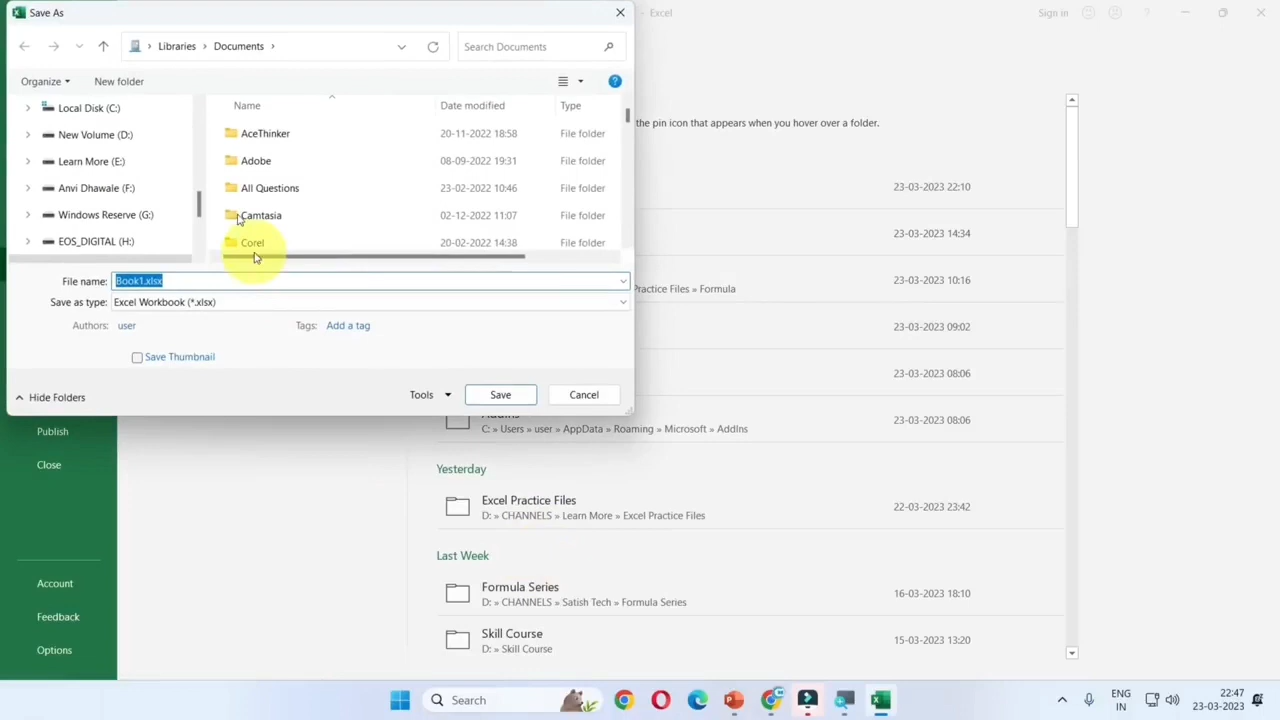 Save As
- Excel
Sign in
Libraries > Documents >
Search Documents
Organize
New folder
Name
Date modified
Type
Local Disk (C:)
New Volume (D:)
Learn More (E:)
Anvi Dhawale (F:)
Windows Reserve (G:)
EOS_DIGITAL (H:)
AceThinker 20-11-2022 18:58 File folder
Adobe 08-09-2022 19:31 File folder
All Questions 23-02-2022 10:46 File folder
Camtasia 02-12-2022 11:07 File folder
Corel 20-02-2022 14:38 File folder
File name: Book1.xlsx
Save as type: Excel Workbook (*.xlsx)
Authors: user
Tags: Add a tag
Save Thumbnail
Hide Folders
Tools
Save
Cancel
the pin icon that appears when you hover over a folder.
23-03-2023 22:10
23-03-2023 14:34
Practice Files » Formula
23-03-2023 10:16
23-03-2023 09:02
23-03-2023 08:06
C: » Users » user » AppData » Roaming » Microsoft » AddIns
23-03-2023 08:06
Yesterday
Excel Practice Files
D: » CHANNELS » Learn More » Excel Practice Files
22-03-2023 23:42
Last Week
Formula Series
D: » CHANNELS » Satish Tech » Formula Series
16-03-2023 18:10
Skill Course
D: » Skill Course
15-03-2023 13:20
Publish
Close
Account
Feedback
Options
Search
ENG
IN
22:47
23-03-2023